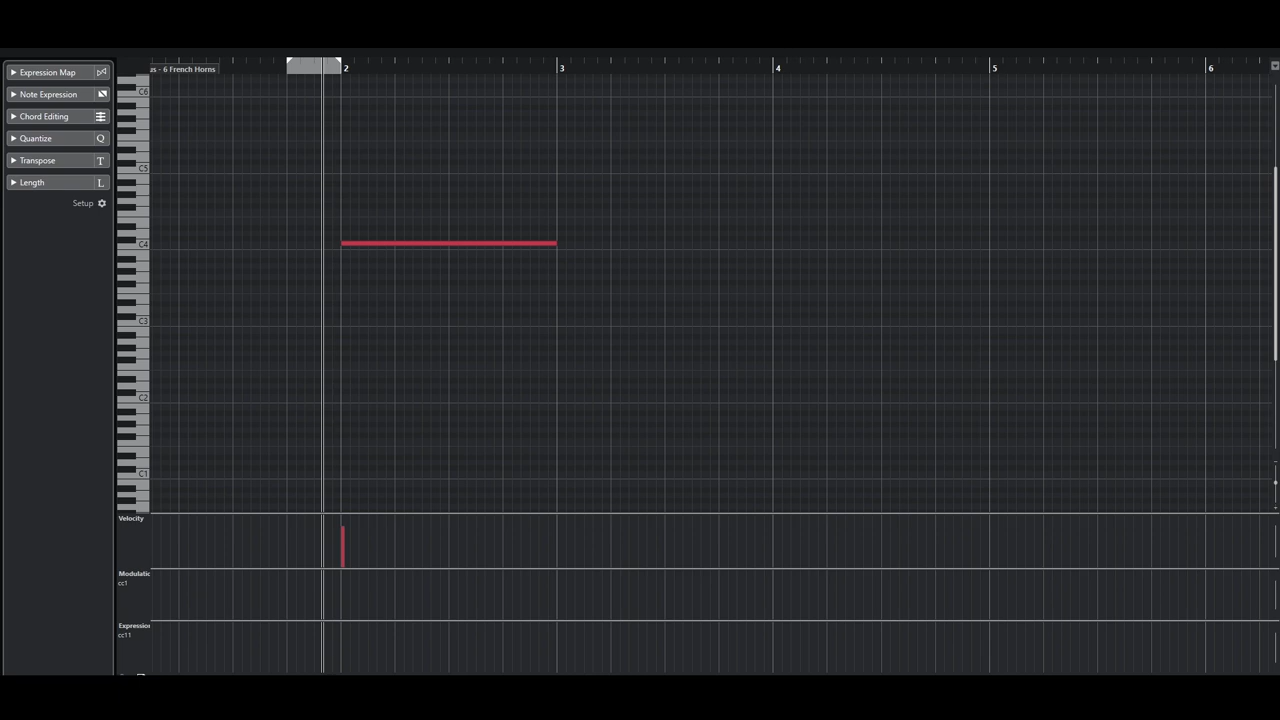 Expression Map
Note Expression
Chord Editing
Quantize Q
Transpose T
Length L
Setup
- 6 French Horns
2 3 4 5 6
C6
C5
C4
C3
C2
C1
Velocity
Modulatic
cc1
Expression
cc11